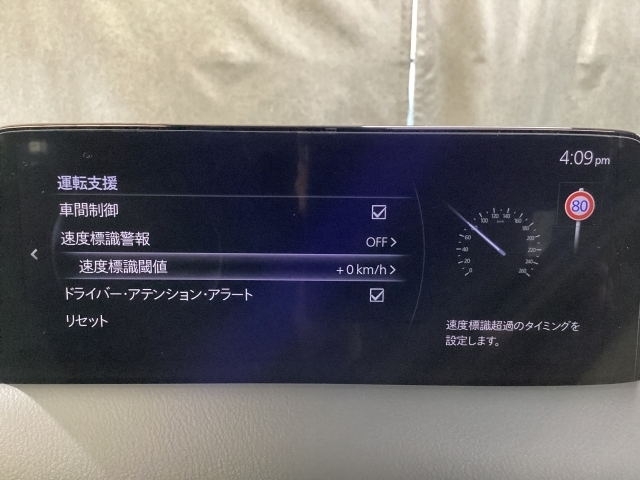 4:09 pm
運転支援
車間制御
速度標識警報 OFF
速度標識閾値 +0 km/h
ドライバー・アテンション・アラート
リセット
80
速度標識超過のタイミングを
設定します。